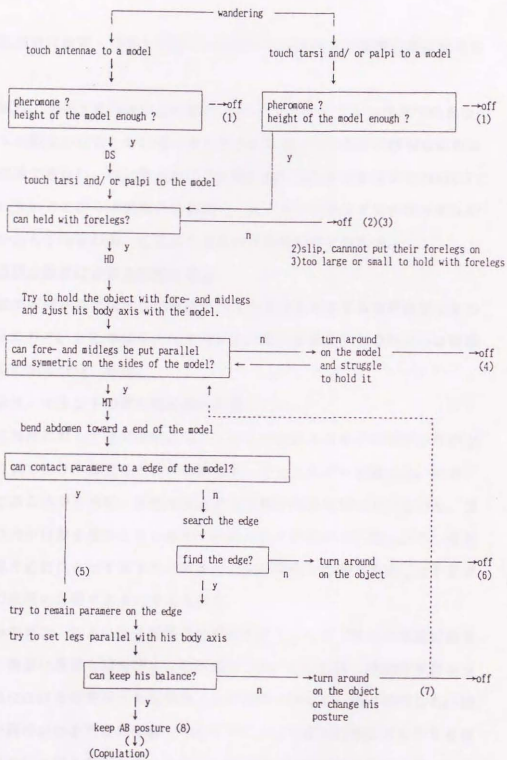 wandering
touch antennae to a model
touch tarsi and/ or palpi to a model
pheromone ?
height of the model enough ?
→off
(1)
pheromone ?
height of the model enough ?
→off
(1)
y
DS
y
touch tarsi and/ or palpi to the model
can held with forelegs?
n
→off (2)(3)
2)slip, cannnot put their forelegs on
3)too large or small to hold with forelegs
y
HD
Try to hold the object with fore- and midlegs
and ajust his body axis with the model.
can fore- and midlegs be put parallel
and symmetric on the sides of the model?
n
turn around
on the model
and struggle
to hold it
→off
(4)
y
MT
bend abdomen toward a end of the model
can contact paramere to a edge of the model?
y
n
search the edge
find the edge?
n
turn around
on the object
→off
(6)
(5)
y
try to remain paramere on the edge
try to set legs parallel with his body axis
can keep his balance?
n
→turn around
on the object
or change his
posture
(7)
→off
y
keep AB posture (8)
(↓)
(Copulation)